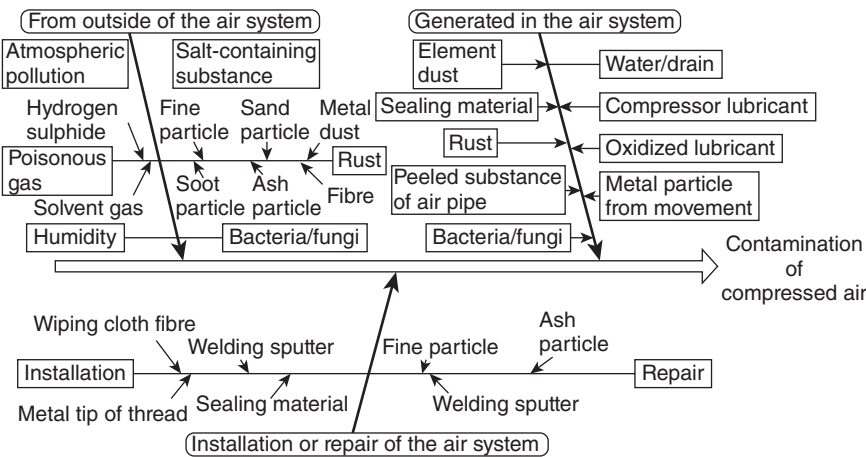 From outside of the air system
Generated in the air system
Atmospheric
pollution
Salt-containing
substance
Element
dust
Water/drain
Hydrogen
sulphide
Fine
particle
Sand
particle
Metal
dust
Sealing material
Compressor lubricant
Poisonous
gas
Rust
Rust
Oxidized lubricant
Solvent gas
Soot
particle
Ash
particle
Fibre
Peeled substance
of air pipe
Metal particle
from movement
Humidity
Bacteria/fungi
Bacteria/fungi
Contamination
of
compressed air
Wiping cloth fibre
Welding sputter
Fine particle
Ash
particle
Installation
Repair
Metal tip of thread
Sealing material
Welding sputter
Installation or repair of the air system